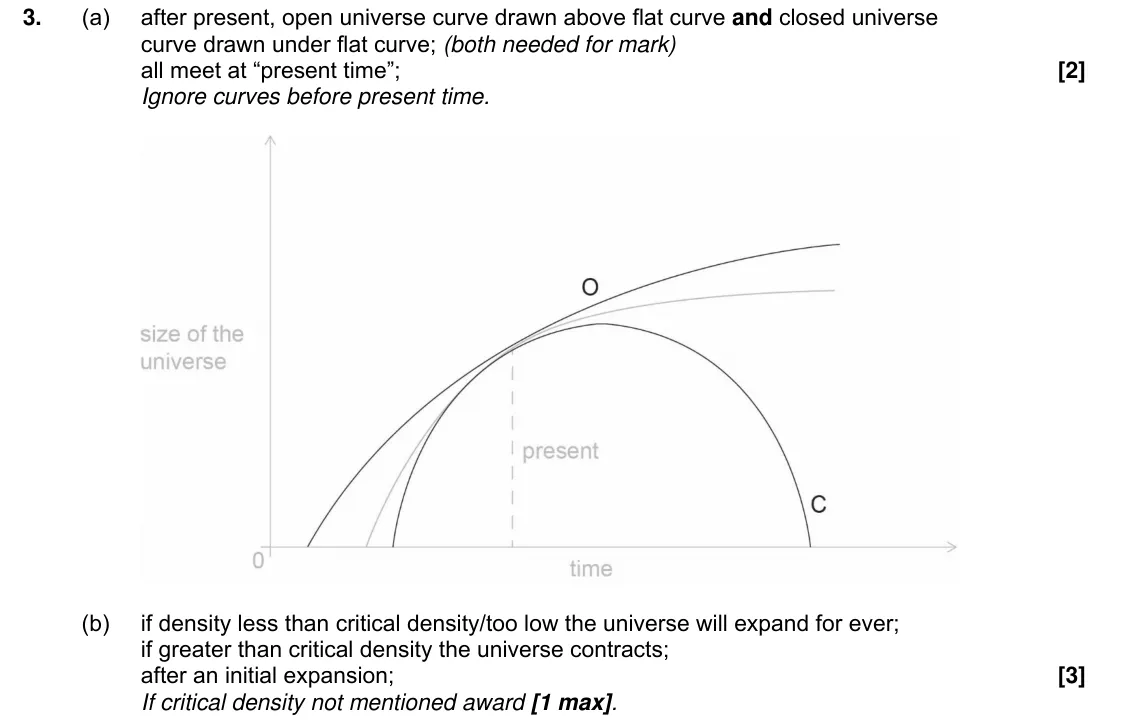 3. (a) after present, open universe curve drawn above flat curve and closed universe
curve drawn under flat curve; (both needed for mark)
all meet at “present time”; [2]
Ignore curves before present time.
O
size of the
universe
present
C
0
time
(b) if density less than critical density/too low the universe will expand for ever;
if greater than critical density the universe contracts;
after an initial expansion; [3]
If critical density not mentioned award [1 max].